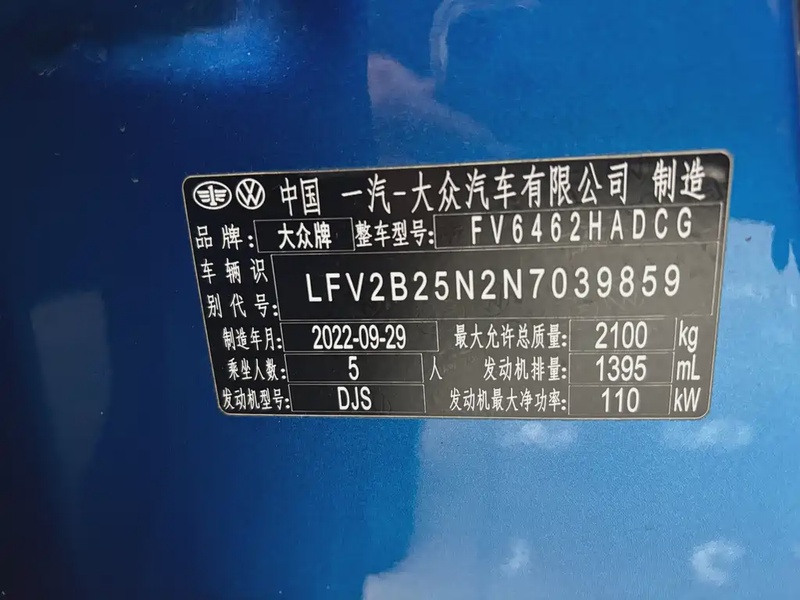 中国 一汽-大众汽车有限公司 制造
品牌: 大众牌 整车型号: FV6462HADCG
车辆识别代号: LFV2B25N2N7039859
制造年月: 2022-09-29 最大允许总质量: 2100 kg
乘坐人数: 5 人 发动机排量: 1395 mL
发动机型号: DJS 发动机最大净功率: 110 kW